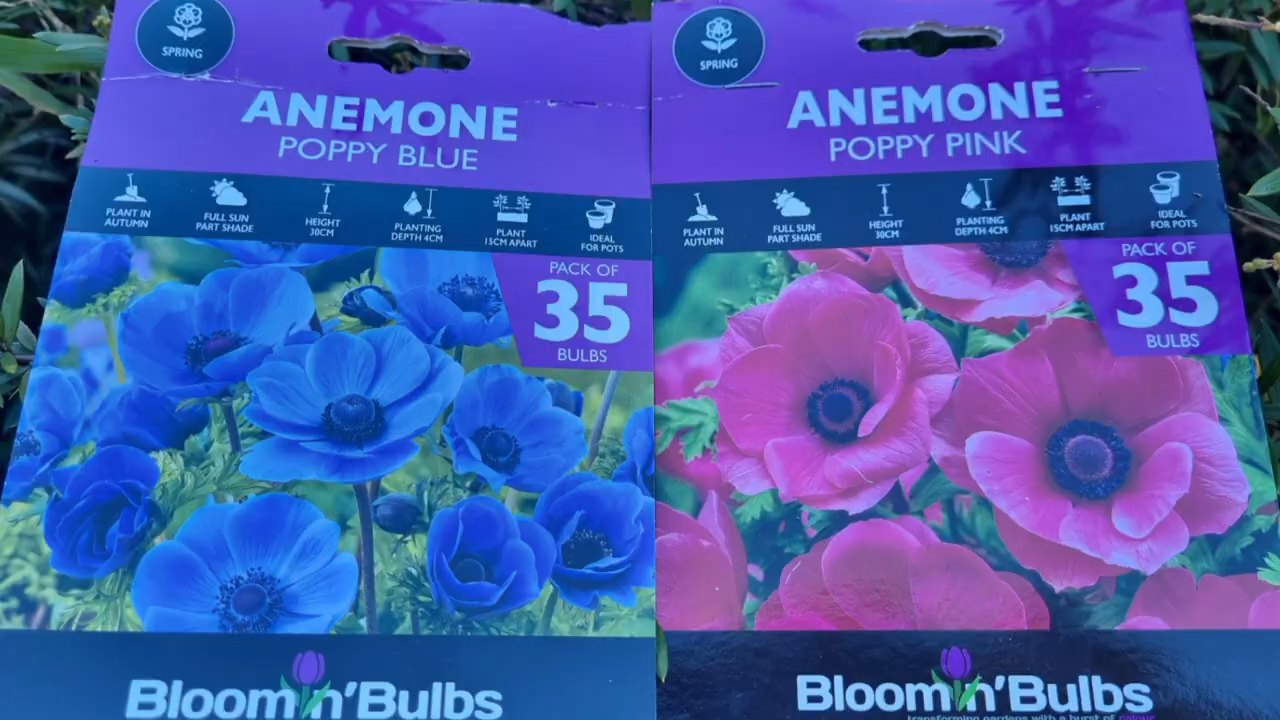 SPRING
ANEMONE
POPPY BLUE
PLANT IN
AUTUMN
FULL SUN
PART SHADE
HEIGHT
30CM
PLANTING
DEPTH 4CM
PLANT
15CM APART
IDEAL
FOR POTS
PACK OF
35
BULBS
Bloomin'Bulbs
SPRING
ANEMONE
POPPY PINK
PLANT IN
AUTUMN
FULL SUN
PART SHADE
HEIGHT
30CM
PLANTING
DEPTH 4CM
PLANT
15CM APART
IDEAL
FOR POTS
PACK OF
35
BULBS
Bloomin'Bulbs
transforming gardens with a burst of colour